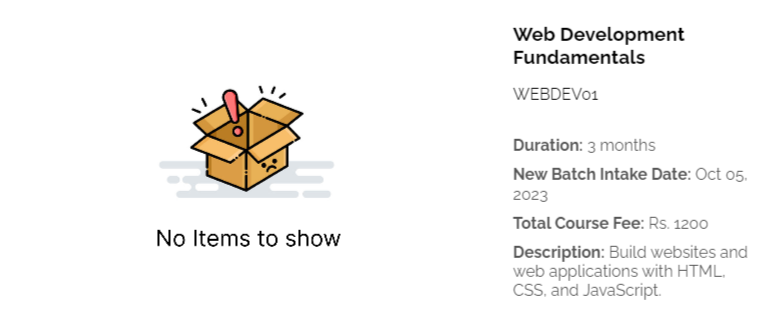 No Items to show
Web Development
Fundamentals
WEBDEV01
Duration: 3 months
New Batch Intake Date: Oct 05,
2023
Total Course Fee: Rs. 1200
Description: Build websites and
web applications with HTML,
CSS, and JavaScript.